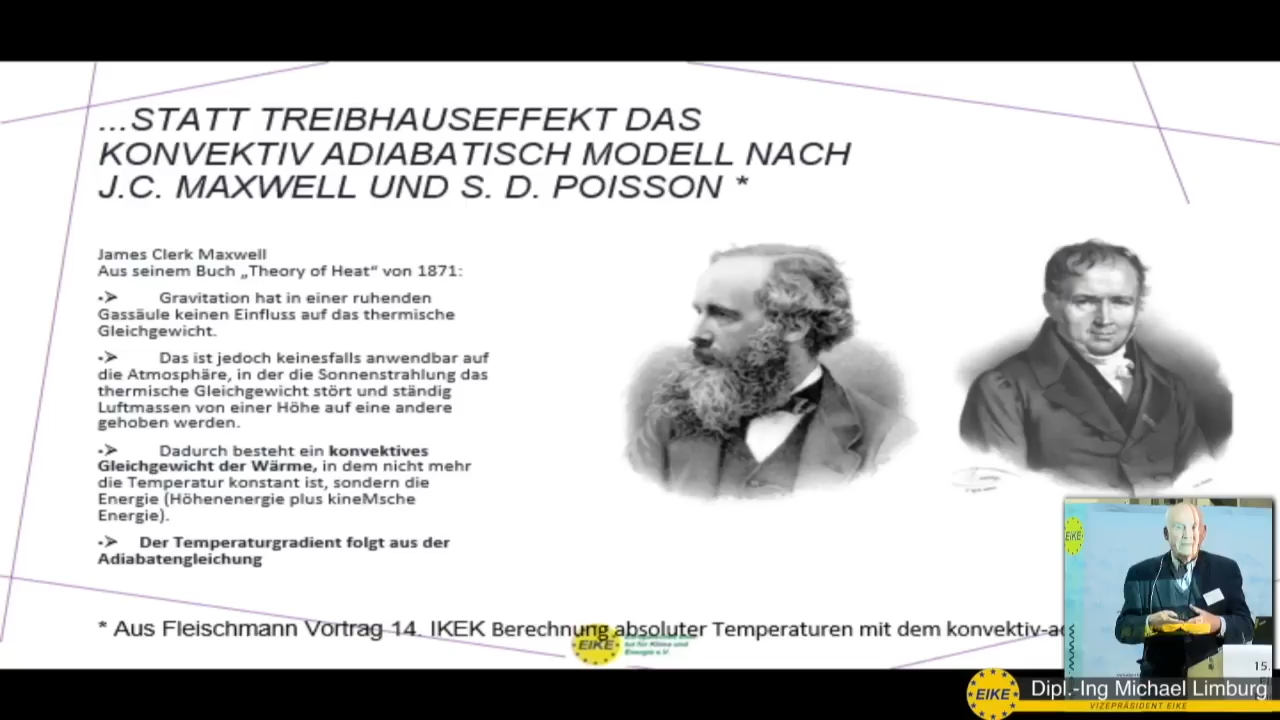 ...STATT TREIBHAUSEFFEKT DAS
KONVEKTIV ADIABATISCH MODELL NACH
J.C. MAXWELL UND S. D. POISSON *
James Clerk Maxwell
Aus seinem Buch „Theory of Heat“ von 1871:
•➢ Gravitation hat in einer ruhenden
Gassäule keinen Einfluss auf das thermische
Gleichgewicht.
•➢ Das ist jedoch keinesfalls anwendbar auf
die Atmosphäre, in der die Sonnenstrahlung das
thermische Gleichgewicht stört und ständig
Luftmassen von einer Höhe auf eine andere
gehoben werden.
•➢ Dadurch besteht ein konvektives
Gleichgewicht der Wärme, in dem nicht mehr
die Temperatur konstant ist, sondern die
Energie (Höhenenergie plus kineMsche
Energie).
•➢ Der Temperaturgradient folgt aus der
Adiabatengleichung
* Aus Fleischmann Vortrag 14. IKEK Berechnung absoluter Temperaturen mit dem konvektiv-ad
EIKE
Energie e.V.
EIKE
15.
EIKE
Dipl.-Ing Michael Limburg
VIZEPRÄSIDENT EIKE